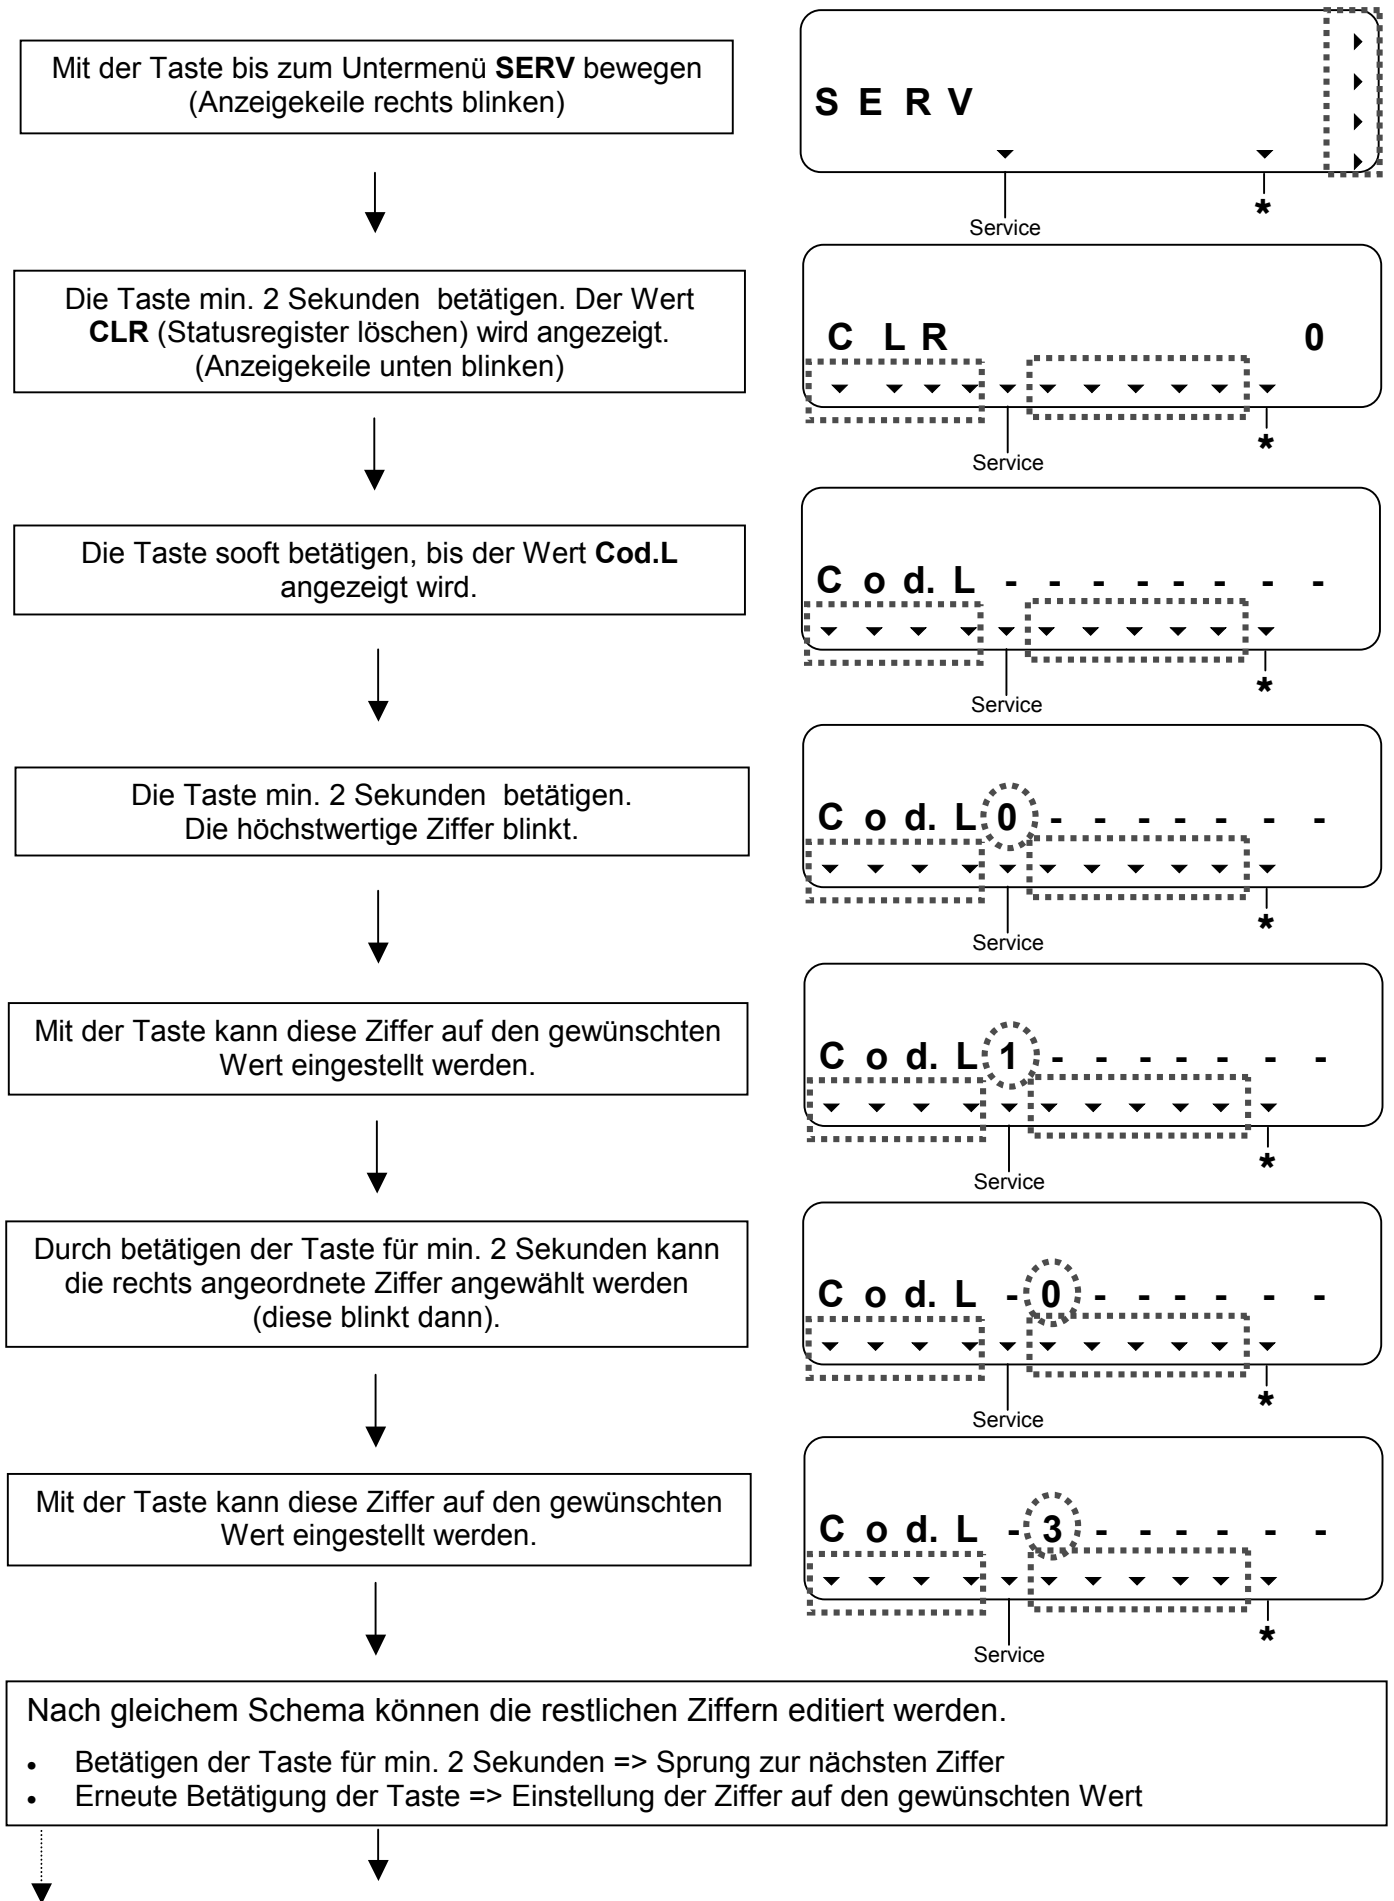 Mit der Taste bis zum Untermenü SERV bewegen
(Anzeigekeile rechts blinken)
S E R V
Service
*
Die Taste min. 2 Sekunden betätigen. Der Wert
CLR (Statusregister löschen) wird angezeigt.
(Anzeigekeile unten blinken)
C L R 0
Service
*
Die Taste sooft betätigen, bis der Wert Cod.L
angezeigt wird.
C o d. L - - - - - - - -
Service
*
Die Taste min. 2 Sekunden betätigen.
Die höchstwertige Ziffer blinkt.
C o d. L 0 - - - - - - -
Service
*
Mit der Taste kann diese Ziffer auf den gewünschten
Wert eingestellt werden.
C o d. L 1 - - - - - - -
Service
*
Durch betätigen der Taste für min. 2 Sekunden kann
die rechts angeordnete Ziffer angewählt werden
(diese blinkt dann).
C o d. L - 0 - - - - - -
Service
*
Mit der Taste kann diese Ziffer auf den gewünschten
Wert eingestellt werden.
C o d. L - 3 - - - - - -
Service
*
Nach gleichem Schema können die restlichen Ziffern editiert werden.
• Betätigen der Taste für min. 2 Sekunden => Sprung zur nächsten Ziffer
• Erneute Betätigung der Taste => Einstellung der Ziffer auf den gewünschten Wert